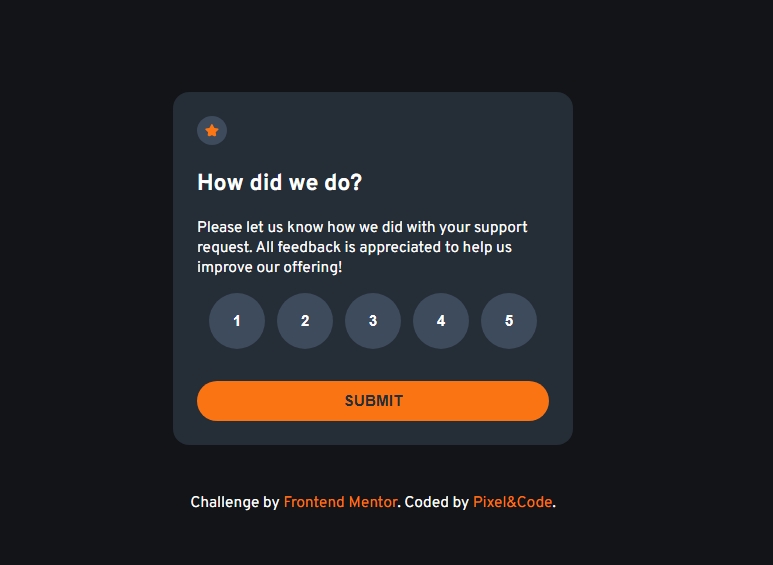 How did we do?
Please let us know how we did with your support
request. All feedback is appreciated to help us
improve our offering!
1 2 3 4 5
SUBMIT
Challenge by Frontend Mentor. Coded by Pixel&Code.